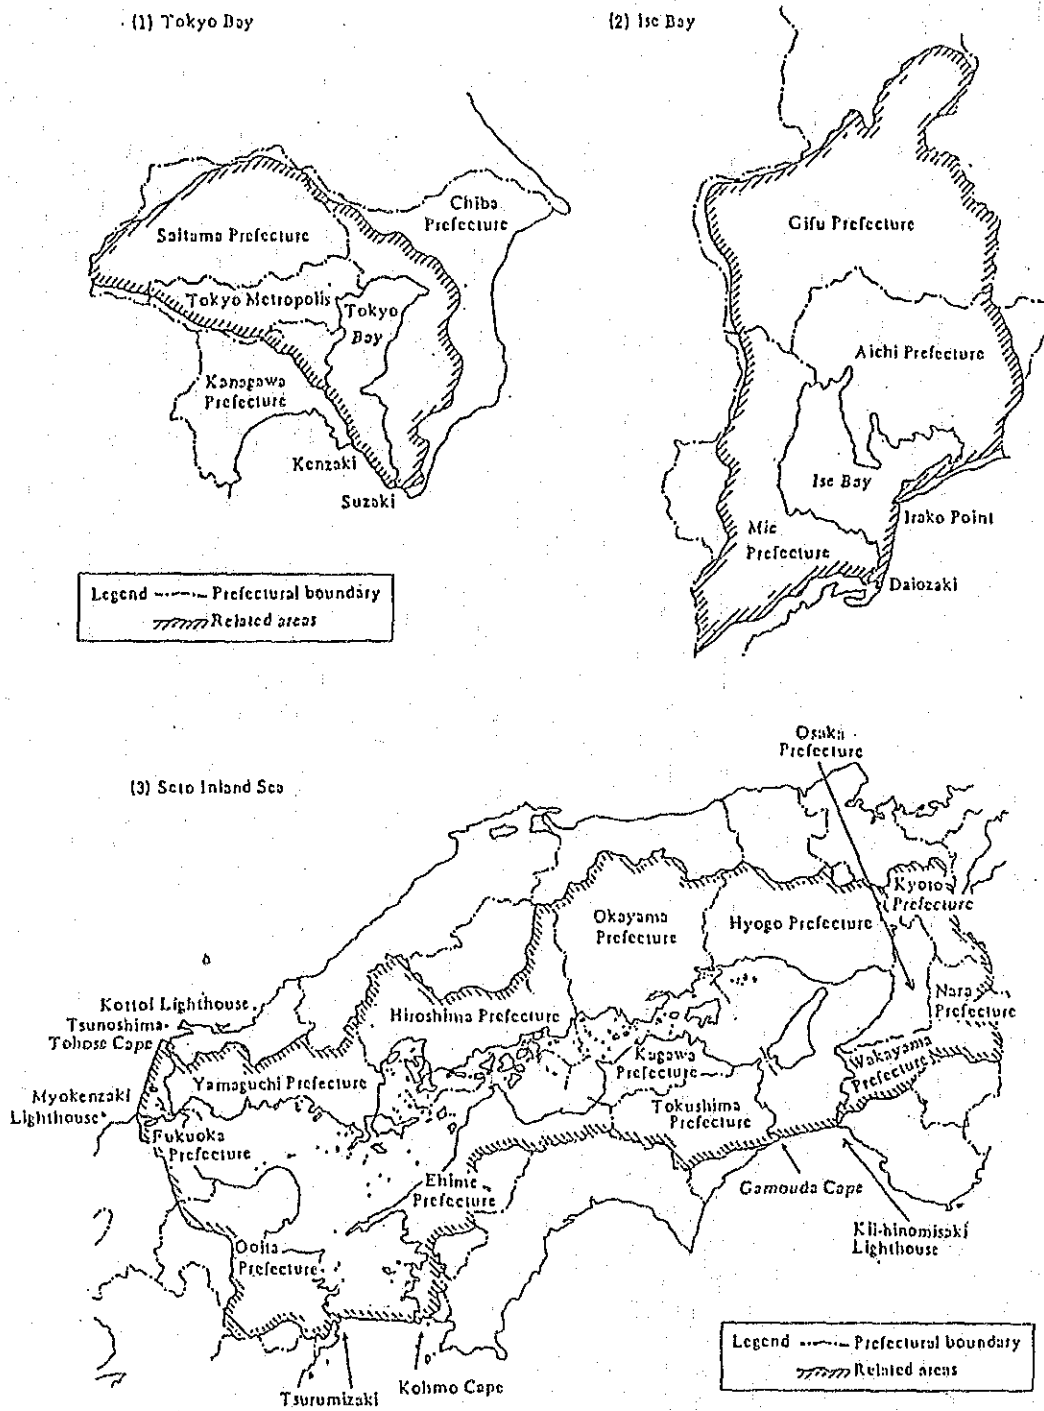 (1) Tokyo Bay
(2) Ise Bay
Chiba
Prefecture
Saitama Prefecture
Tokyo Metropolis
Tokyo
Bay
Kanagawa
Prefecture
Kenzaki
Suzaki
Gifu Prefecture
Aichi Prefecture
Ise Bay
Irako Point
Mie
Prefecture
Daiozaki
Legend Prefectural boundary
Related areas
(3) Seto Inland Sea
Osaka
Prefecture
Kyoto
Prefecture
Okayama
Prefecture
Hyogo Prefecture
Nara
Prefecture
Kottoi Lighthouse
Tsunoshima
Tohose Cape
Hiroshima Prefecture
Kagawa
Prefecture
Wakayama
Prefecture
Yamaguchi Prefecture
Myokenzaki
Lighthouse
Tokushima
Prefecture
Fukuoka
Prefecture
Ehime
Prefecture
Gamouda Cape
Kii-hinomisaki
Lighthouse
Ooita
Prefecture
Legend Prefectural boundary
Related areas
Tsurumizaki
Kohmo Cape